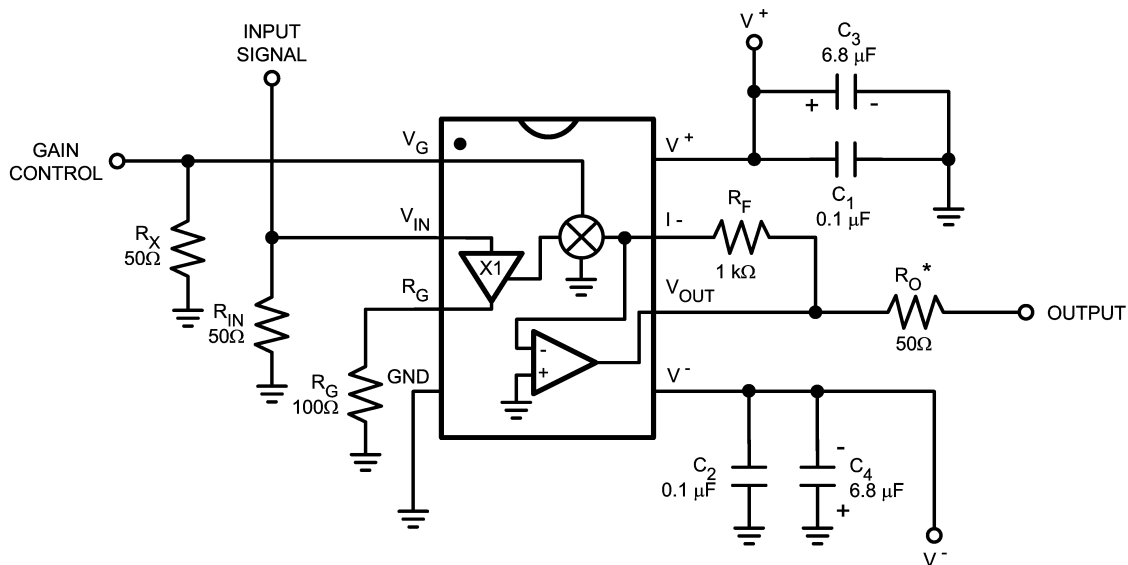 INPUT
SIGNAL
V+
C3
6.8 µF
+ -
GAIN
CONTROL
VG
V+
C1
0.1 µF
RX
50Ω
VIN
X1
I-
RF
1 kΩ
RG
VOUT
RO*
50Ω
OUTPUT
RIN
50Ω
-
+
RG
100Ω
GND
V-
C2
0.1 µF
-
C4
6.8 µF
+
V-